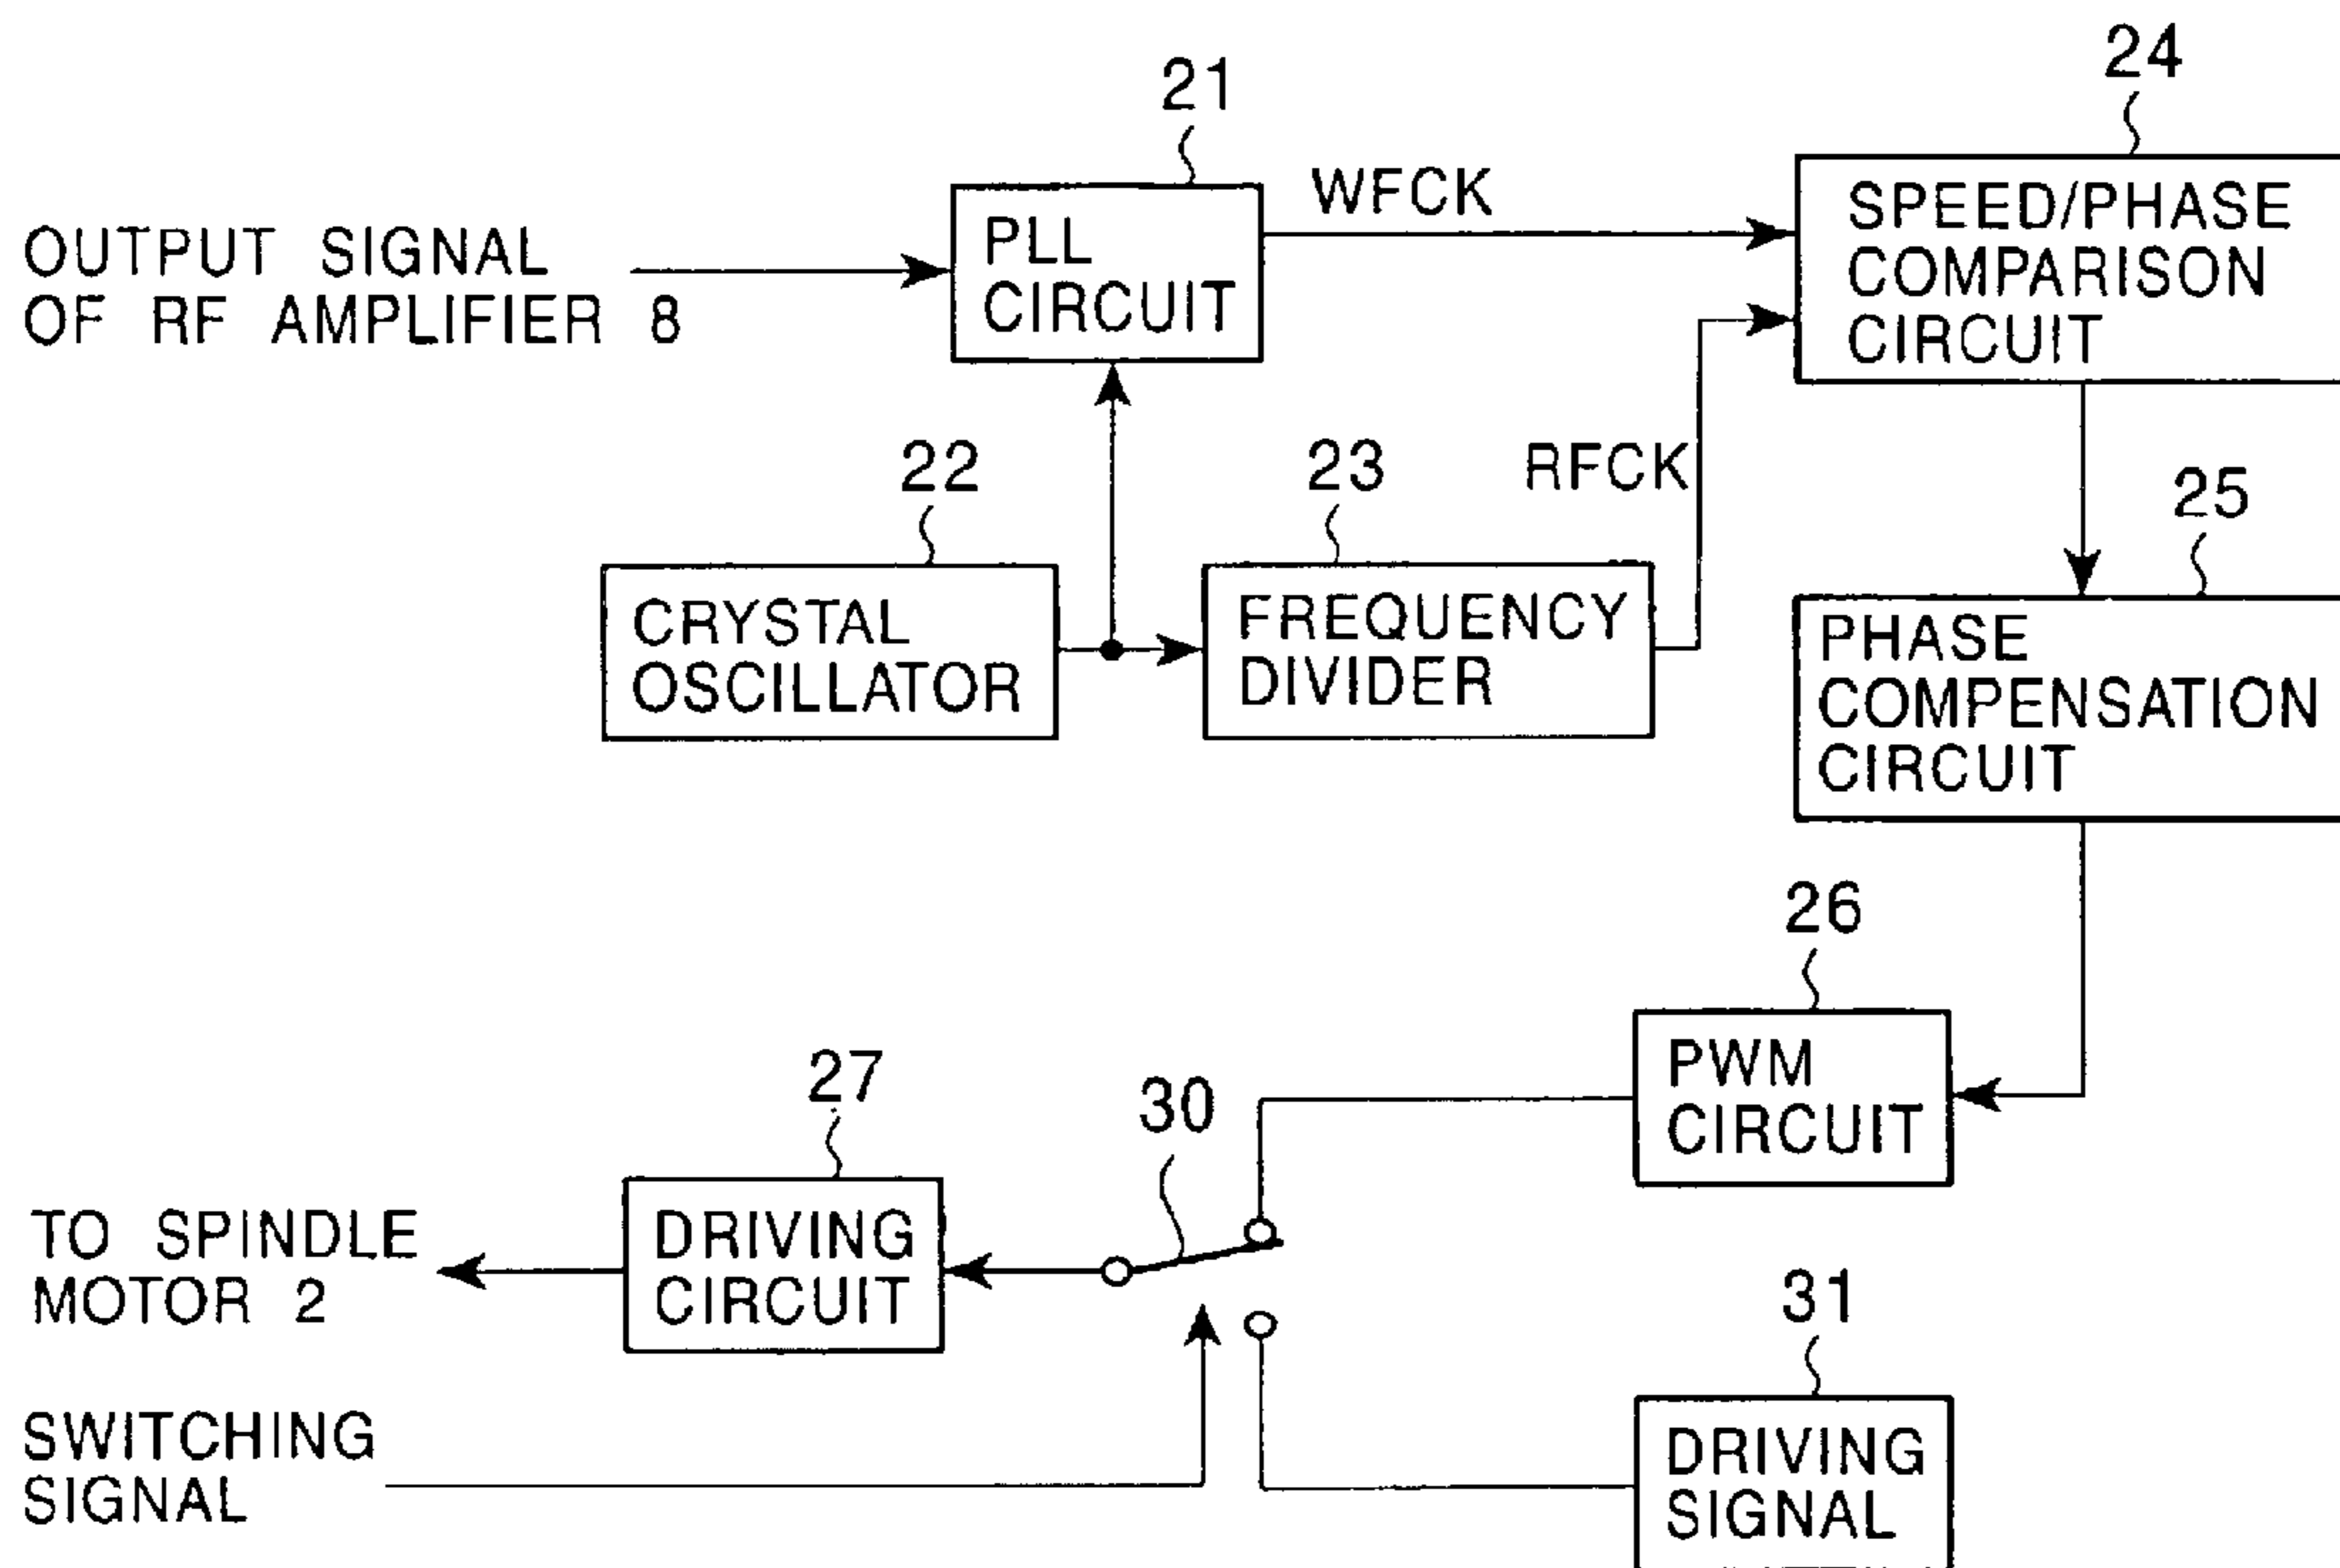 24
21
WFCK
SPEED/PHASE
COMPARISON
CIRCUIT
PLL
CIRCUIT
OUTPUT SIGNAL
OF RF AMPLIFIER 8
22
23
RFCK
25
CRYSTAL
OSCILLATOR
FREQUENCY
DIVIDER
PHASE
COMPENSATION
CIRCUIT
26
27
30
PWM
CIRCUIT
TO SPINDLE
MOTOR 2
DRIVING
CIRCUIT
31
SWITCHING
SIGNAL
DRIVING
SIGNAL